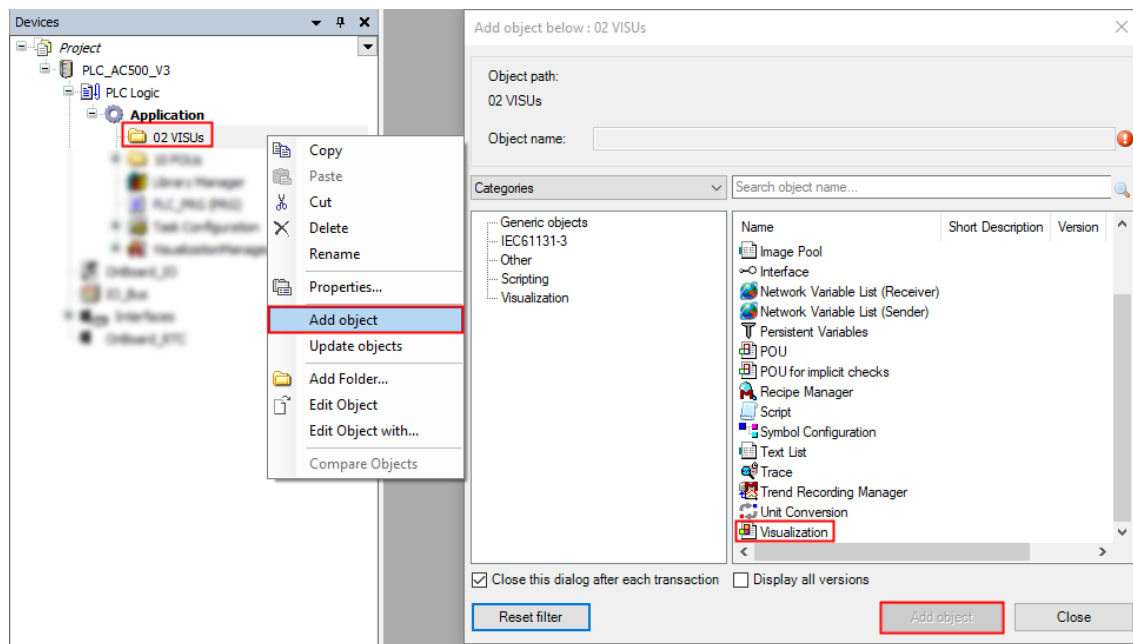 Devices
Project
PLC_AC500_V3
PLC Logic
Application
02 VISUs
Copy
Paste
Cut
Delete
Rename
Properties...
Add object
Update objects
Add Folder...
Edit Object
Edit Object with...
Compare Objects
Add object below : 02 VISUs
Object path:
02 VISUs
Object name:
Categories
Search object name...
Generic objects
IEC61131-3
Other
Scripting
Visualization
Name Short Description Version
Image Pool
Interface
Network Variable List (Receiver)
Network Variable List (Sender)
Persistent Variables
POU
POU for implicit checks
Recipe Manager
Script
Symbol Configuration
Text List
Trace
Trend Recording Manager
Unit Conversion
Visualization
Close this dialog after each transaction Display all versions
Reset filter Add object Close